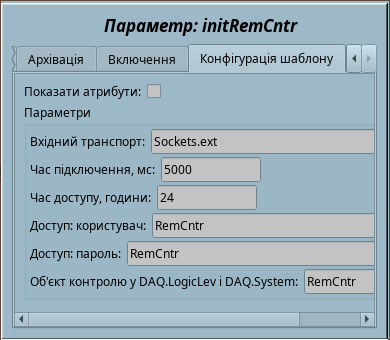 Параметр: initRemCntr
Архівація
Включення
Конфігурація шаблону
Показати атрибути:
Параметри
Вхідний транспорт: Sockets.ext
Час підключення, мс: 5000
Час доступу, години: 24
Доступ: користувач: RemCntr
Доступ: пароль: RemCntr
Об'єкт контролю у DAQ.LogicLev і DAQ.System: RemCntr